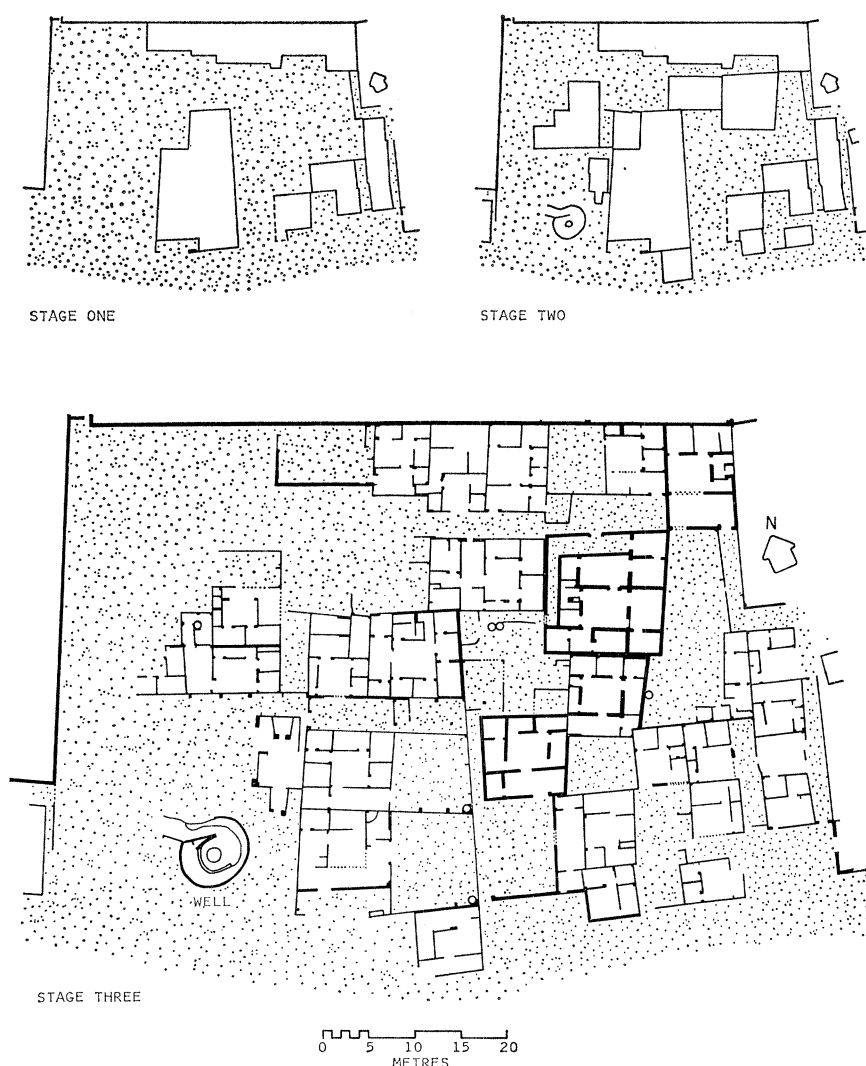 STAGE ONE
STAGE TWO
N
WELL
STAGE THREE
0 5 10 15 20
METRES